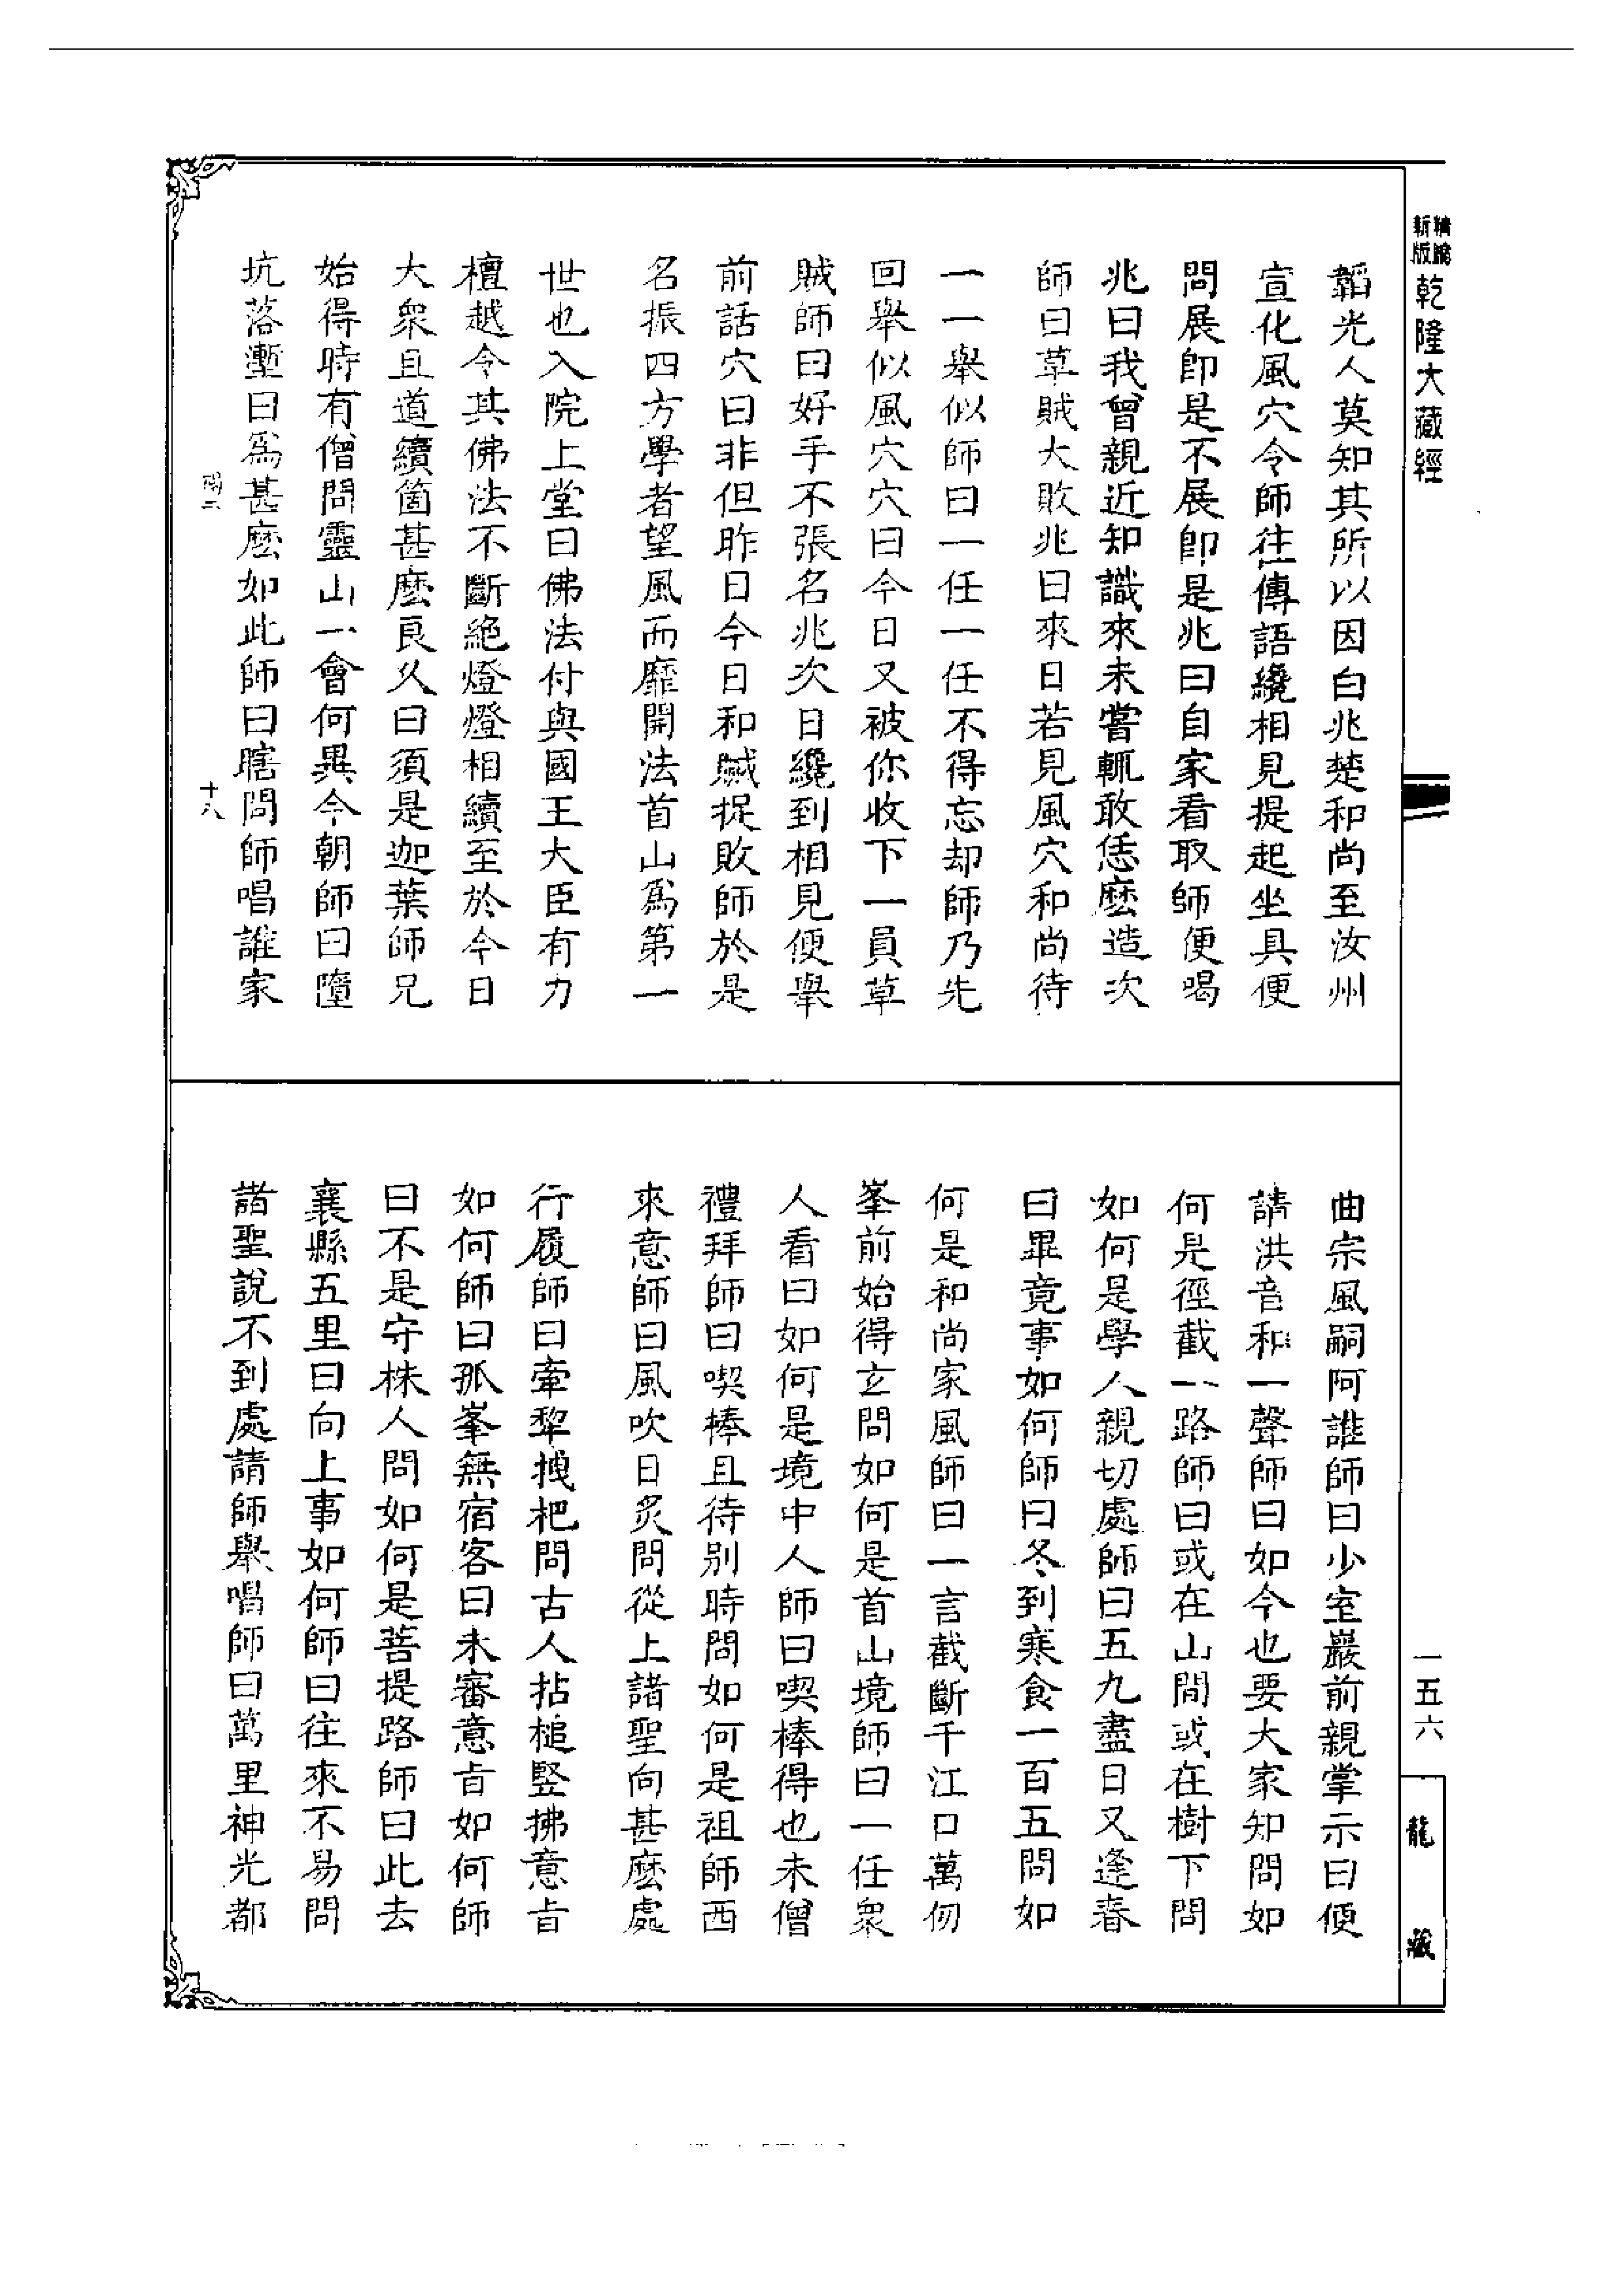 新版精縮
乾隆大藏經
韜光人莫知其所以因白兆楚和尚至汝州
宣化風穴令師往傳語纔相見提起坐具便
問展卽是不展卽是兆曰自家看取師便喝
兆曰我曾親近知識來未嘗輒敢恁麽造次
師曰草賊大敗兆曰來日若見風穴和尚待
一一舉似師曰一任一任不得忘却師乃先
回舉似風穴穴曰今日又被你收下一員草
賊師曰好手不張名兆次日纔到相見便舉
前話穴曰非但昨日今日和贓捉敗師於是
名振四方學者望風而靡開法首山爲第一
世也入院上堂曰佛法付與國王大臣有力
檀越令其佛法不斷絕燈燈相續至於今日
大衆且道續箇甚麽良久曰須是迦葉師兄
始得時有僧問靈山一會何異今朝師曰墮
坑落壍曰爲甚麽如此師曰瞎問師唱誰家
十八
曲宗風嗣阿誰師曰少室巖前親掌示曰便
請洪音和一聲師曰如今也要大家知問如
何是徑截一路師曰或在山間或在樹下問
如何是學人親切處師曰五九盡日又逢春
曰畢竟事如何師曰冬到寒食一百五問如
何是和尚家風師曰一言截斷千江口萬仞
峯前始得玄問如何是首山境師曰一任衆
人看曰如何是境中人師曰喫棒得也未僧
禮拜師曰喫棒且待别時問如何是祖師西
來意師曰風吹日炙問從上諸聖向甚麽處
行履師曰牽犂拽杷問古人拈槌竪拂意旨
如何師曰孤峯無宿客曰未審意旨如何師
曰不是守株人問如何是菩提路師曰此去
襄縣五里曰向上事如何師曰往來不易問
諸聖說不到處請師舉唱師曰萬里神光都
一五六
龍藏